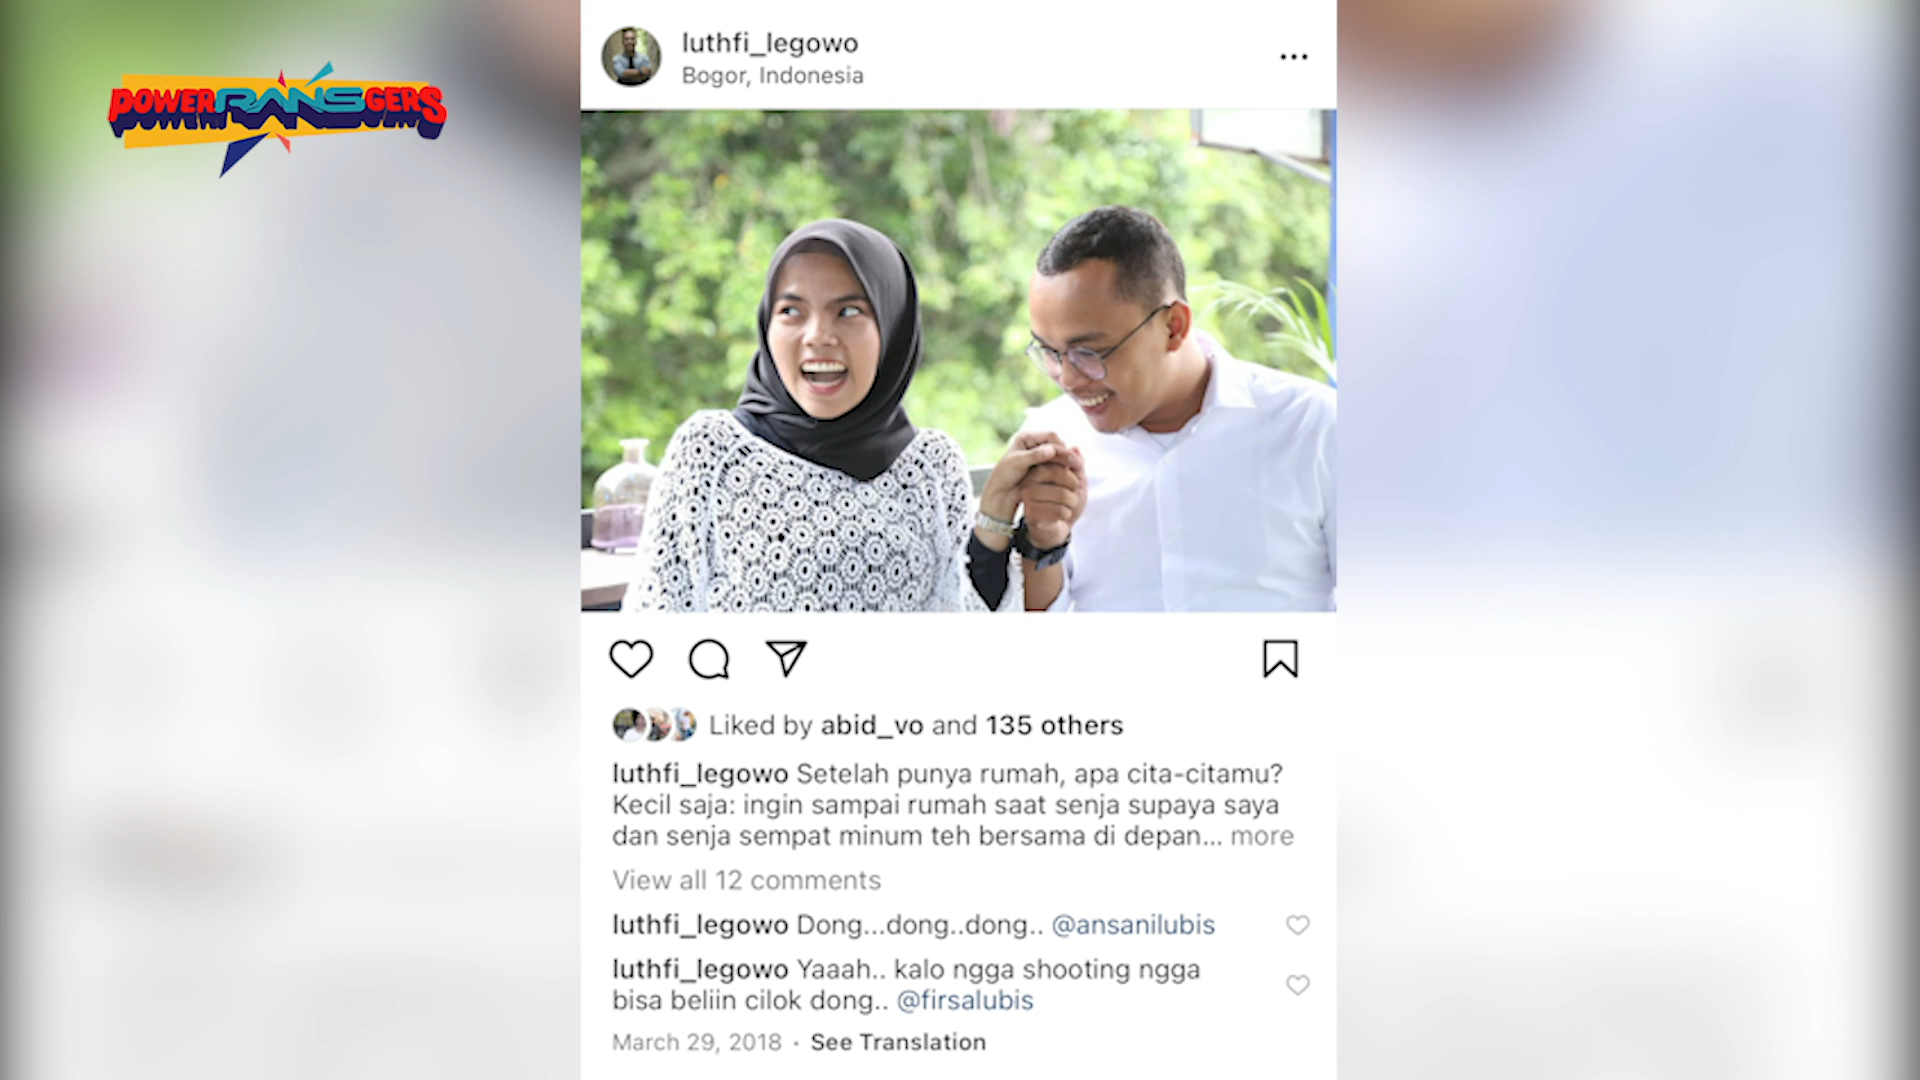 POWERRANSGERS
luthfi_legowo
Bogor, Indonesia
Liked by abid_vo and 135 others
luthfi_legowo Setelah punya rumah, apa cita-citamu?
Kecil saja: ingin sampai rumah saat senja supaya saya
dan senja sempat minum teh bersama di depan... more
View all 12 comments
luthfi_legowo Dong...dong..dong.. @ansanilubis
luthfi_legowo Yaaah.. kalo ngga shooting ngga
bisa beliin cilok dong.. @firsalubis
March 29, 2018 · See Translation